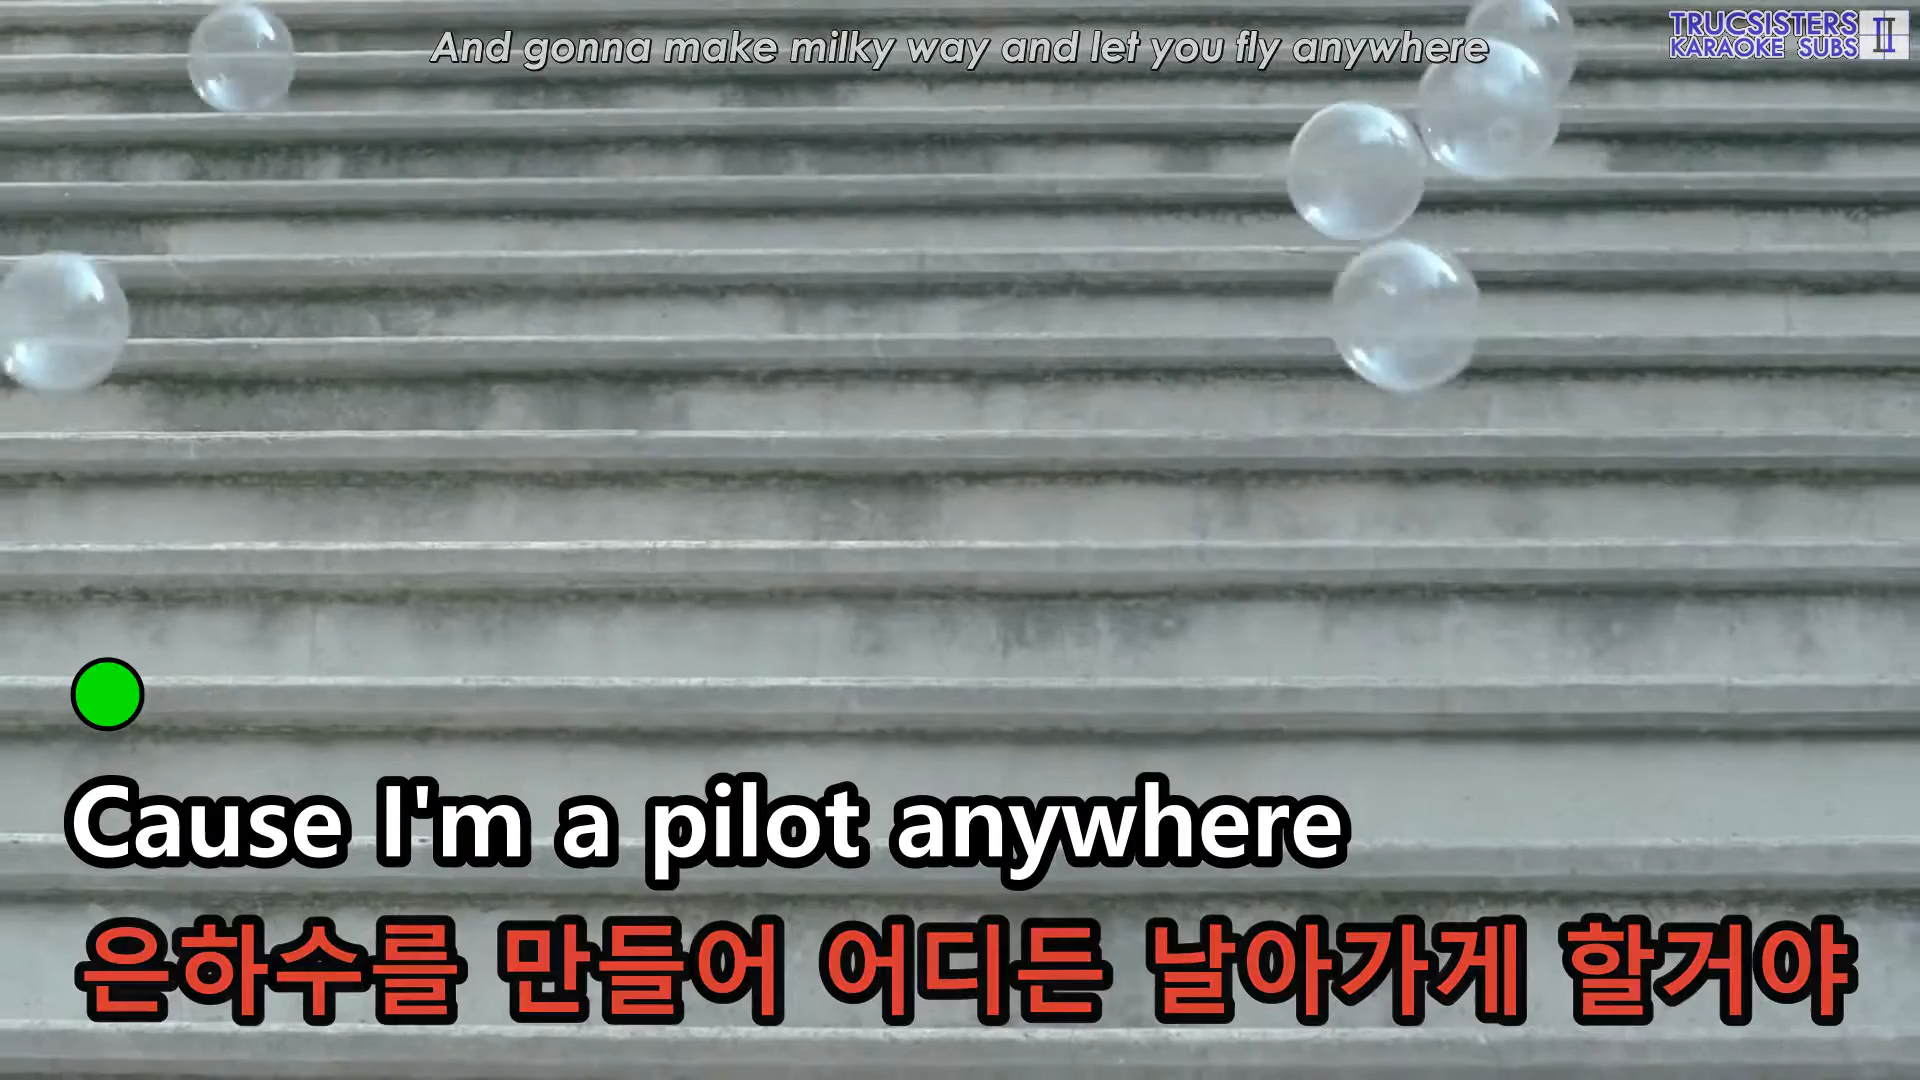 And gonna make milky way and let you fly anywhere
TRUCSISTERS
KARAOKE SUBS II
Cause I'm a pilot anywhere
은하수를 만들어 어디든 날아가게 할거야